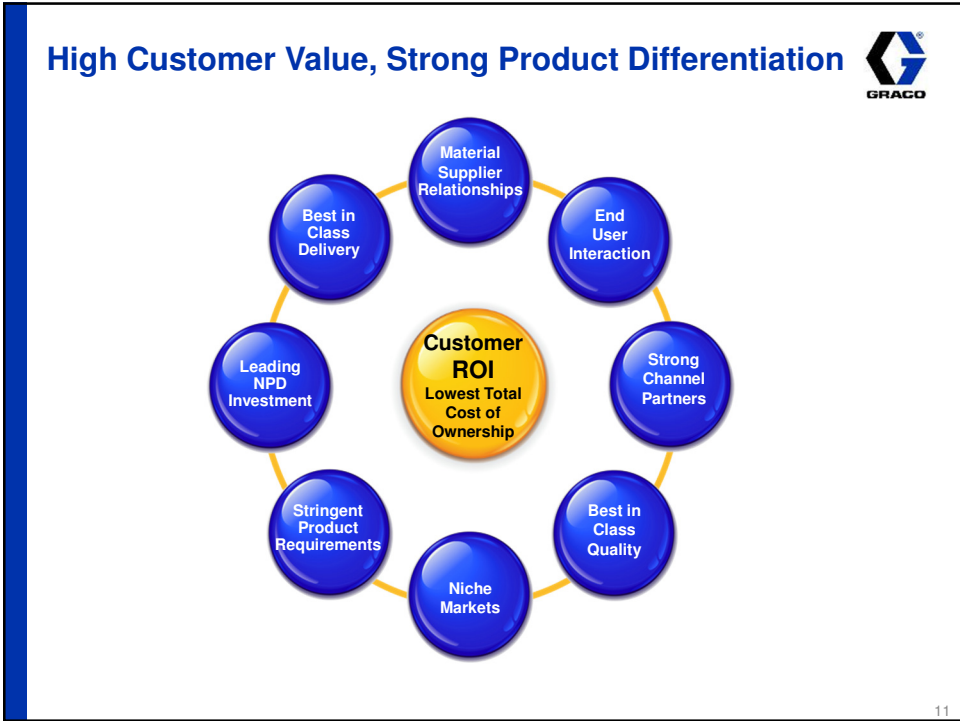 High Customer Value, Strong Product Differentiation
®
GRACO
Material
Supplier
Relationships
End
User
Interaction
Strong
Channel
Partners
Best in
Class
Quality
Niche
Markets
Stringent
Product
Requirements
Leading
NPD
Investment
Best in
Class
Delivery
Customer
ROI
Lowest Total
Cost of
Ownership
11